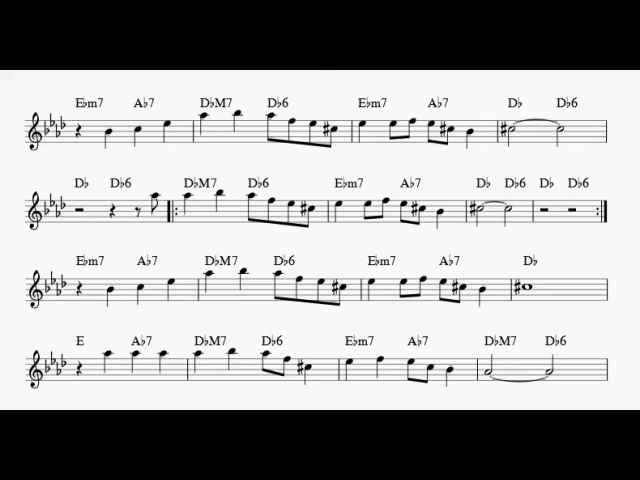 E♭m7 A♭7 D♭M7 D♭6 E♭m7 A♭7 D♭ D♭6
D♭ D♭6 D♭M7 D♭6 E♭m7 A♭7 D♭ D♭6 D♭ D♭6
E♭m7 A♭7 D♭M7 D♭6 E♭m7 A♭7 D♭
E A♭7 D♭M7 D♭6 E♭m7 A♭7 D♭M7 D♭6